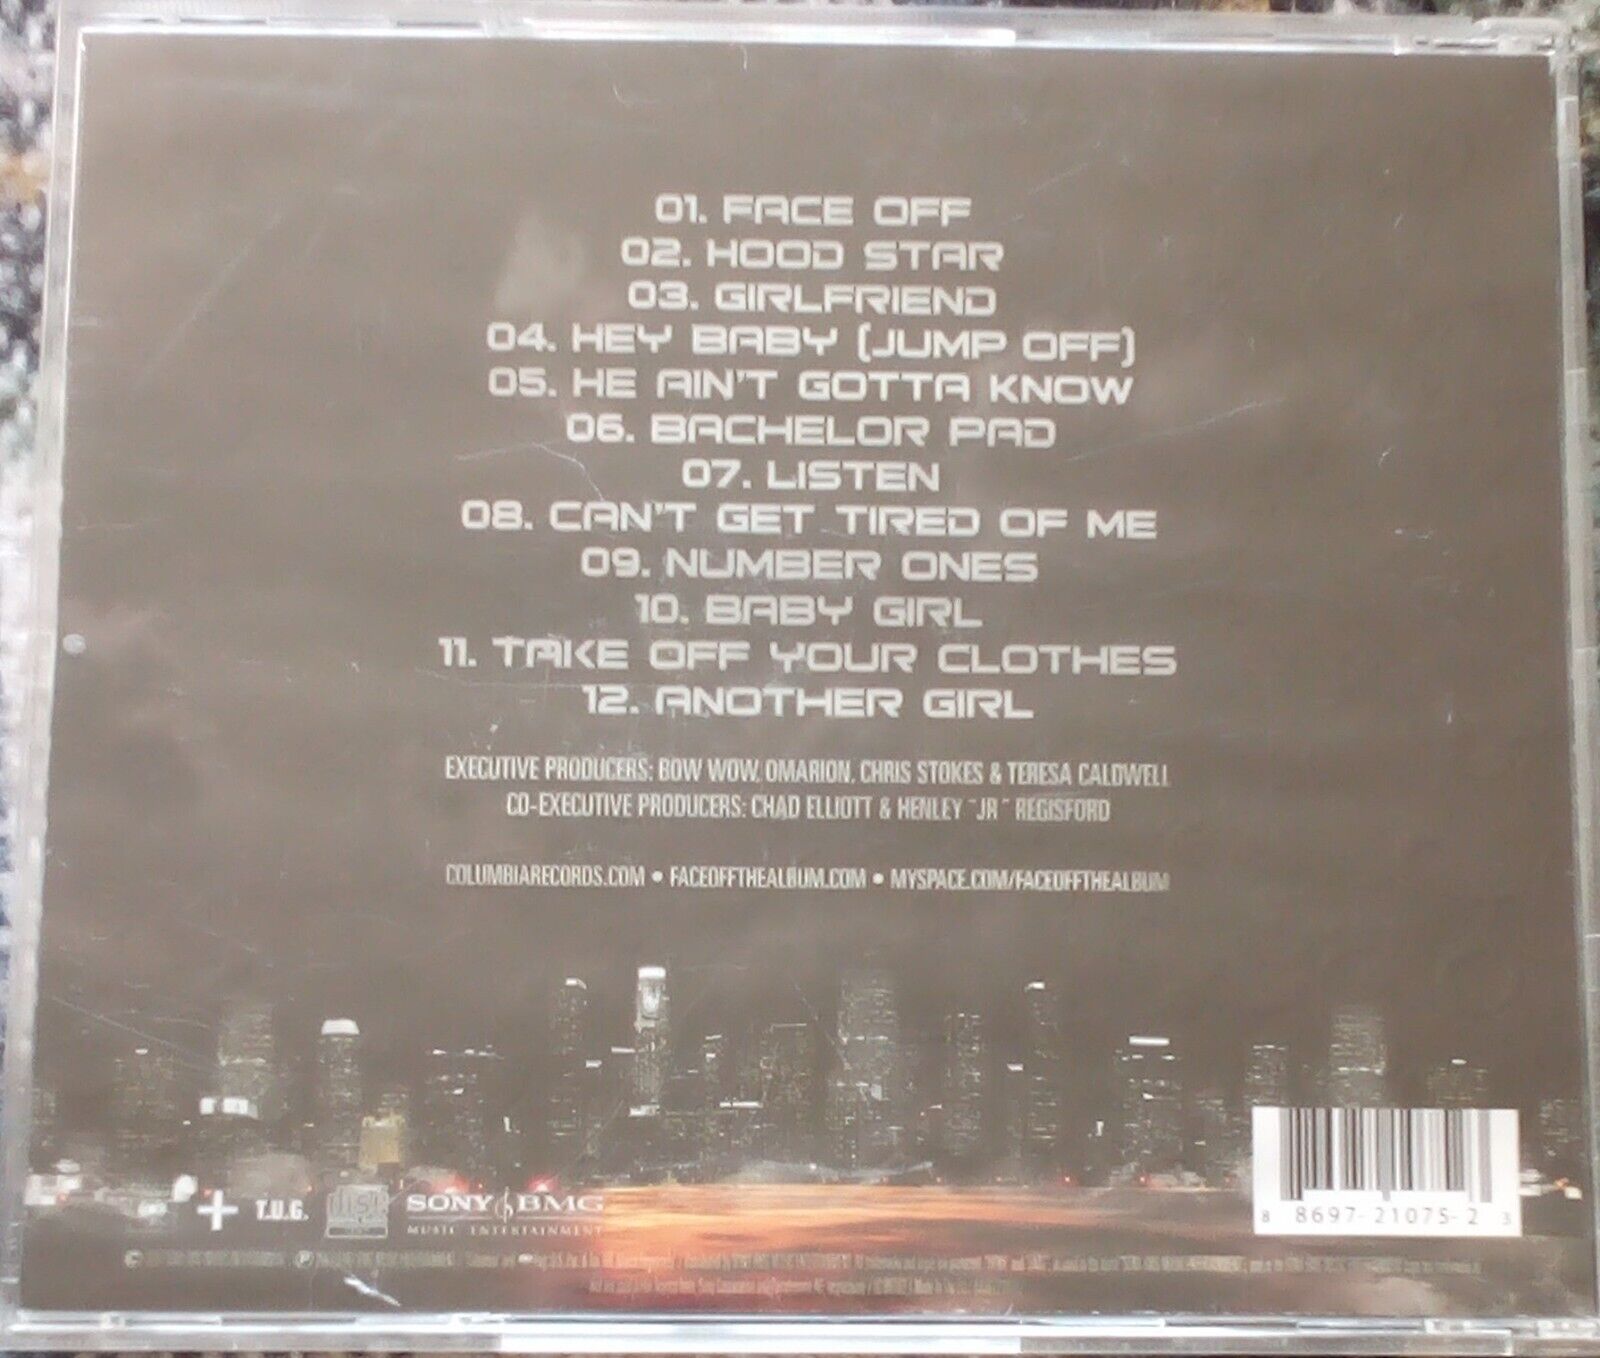 01. FACE OFF
02. HOOD STAR
03. GIRLFRIEND
04. HEY BABY (JUMP OFF)
05. HE AIN'T GOTTA KNOW
06. BACHELOR PAD
07. LISTEN
08. CAN'T GET TIRED OF ME
09. NUMBER ONES
10. BABY GIRL
11. TAKE OFF YOUR CLOTHES
12. ANOTHER GIRL
EXECUTIVE PRODUCERS: BOW WOW, OMARION, CHRIS STOKES & TERESA CALDWELL
CO-EXECUTIVE PRODUCERS: CHAD ELLIOTT & HENLEY "JR" REGISFORD
COLUMBIARECORDS.COM • FACEOFFTHEALBUM.COM • MYSPACE.COM/FACEOFFTHEALBUM
T.U.G. disc SONY BMG
MUSIC ENTERTAINMENT
8 8697-21075-2 3